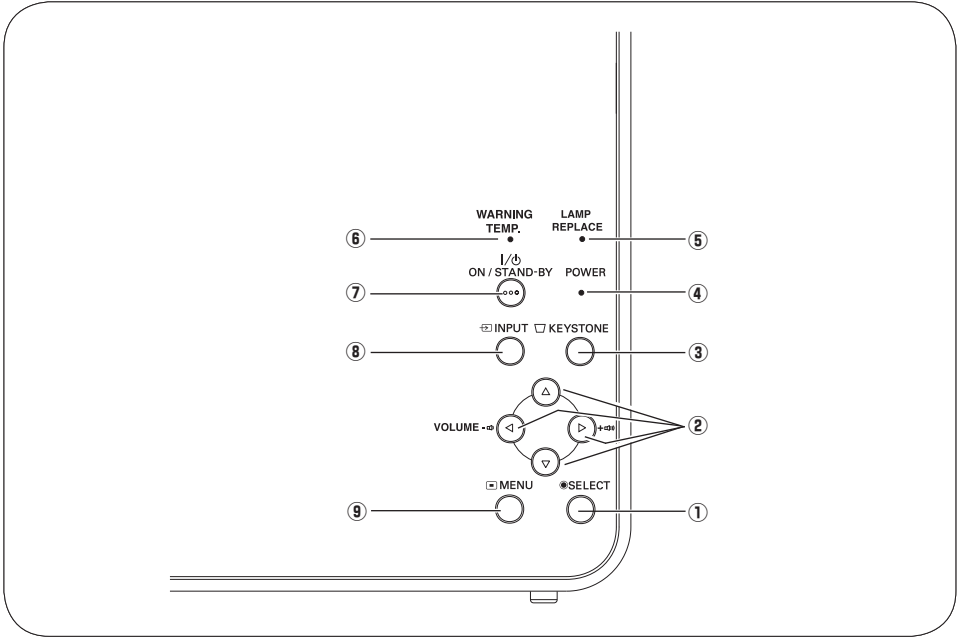 WARNING
TEMP.
LAMP
REPLACE
⑥
⑤
I/⏻
ON / STAND-BY
POWER
⑦
④
INPUT
KEYSTONE
⑧
③
VOLUME -
+
②
MENU
SELECT
⑨
①